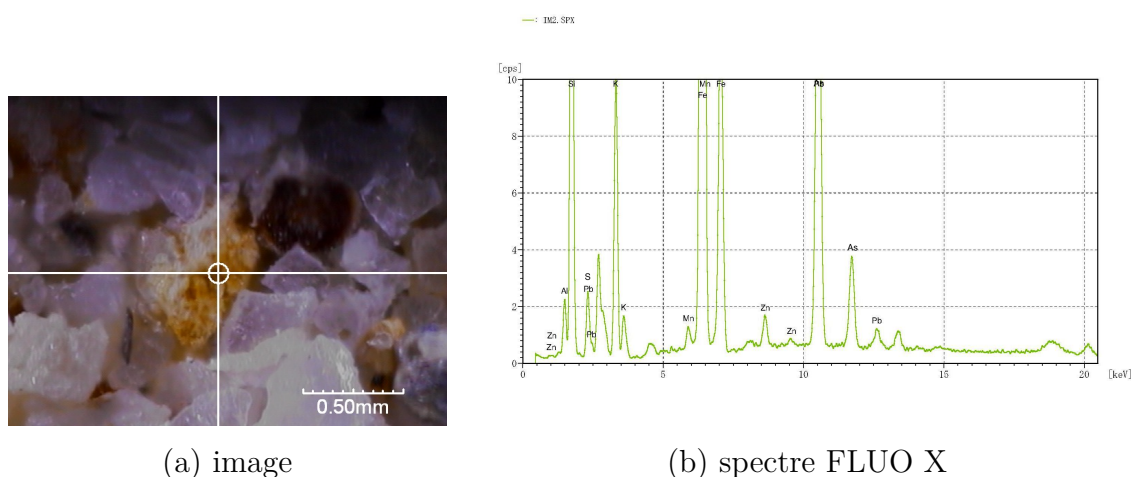 —: IM2.SPX
[cps]
10
8
6
4
2
0
Si
K
Mn
Fe
Fe
As
Al
S
Pb
Pb
Zn
Zn
K
Mn
Zn
Zn
As
Pb
0
5
10
15
20
[keV]
0.50mm
(a) image
(b) spectre FLUO X